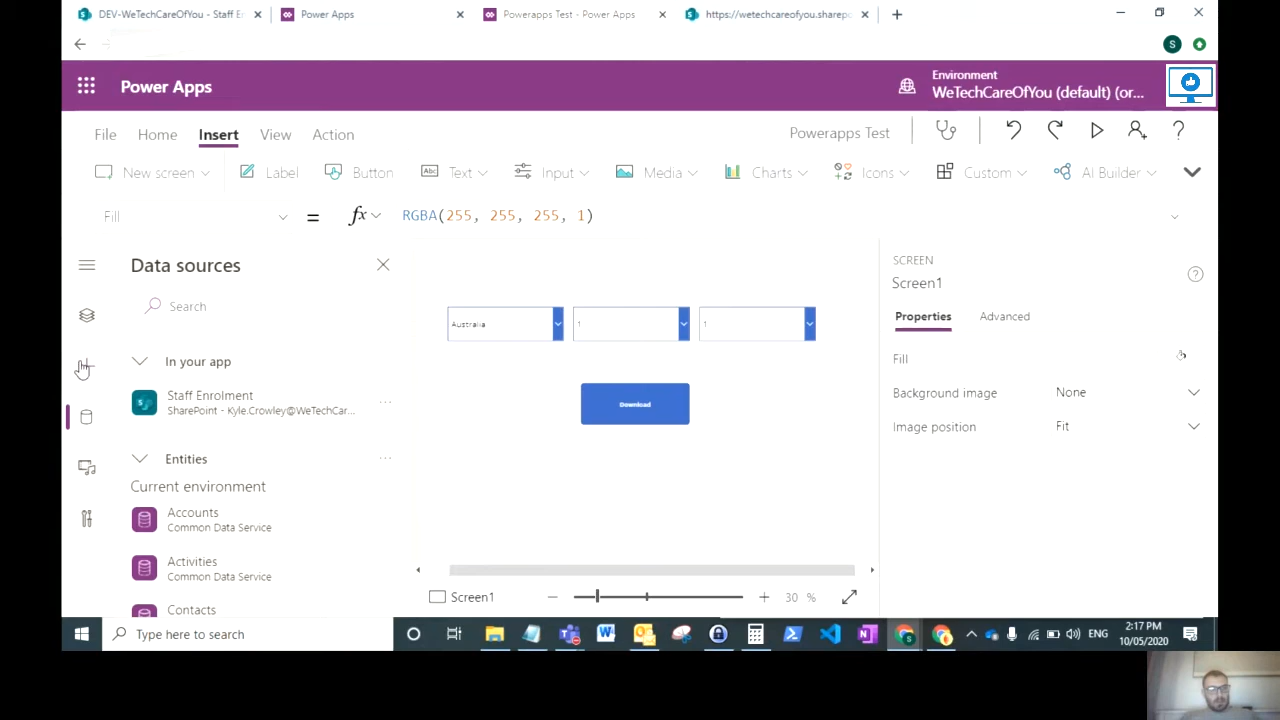 DEV-WeTechCareOfYou - Staff E
Power Apps
Powerapps Test - Power Apps
https://wetechcareofyou.sharep
S
Power Apps
Environment
WeTechCareOfYou (default) (or...
File
Home
Insert
View
Action
Powerapps Test
?
New screen
Label
Button
Abc
Text
Input
Media
Charts
Icons
Custom
AI Builder
Fill
=
fx
RGBA(255, 255, 255, 1)
Data sources
Search
In your app
Staff Enrolment
SharePoint - Kyle.Crowley@WeTechCar...
Entities
Current environment
Accounts
Common Data Service
Activities
Common Data Service
Contacts
Australia
1
1
Download
SCREEN
Screen1
?
Properties
Advanced
Fill
Background image
None
Image position
Fit
Screen1
30 %
Type here to search
ENG
2:17 PM
10/05/2020